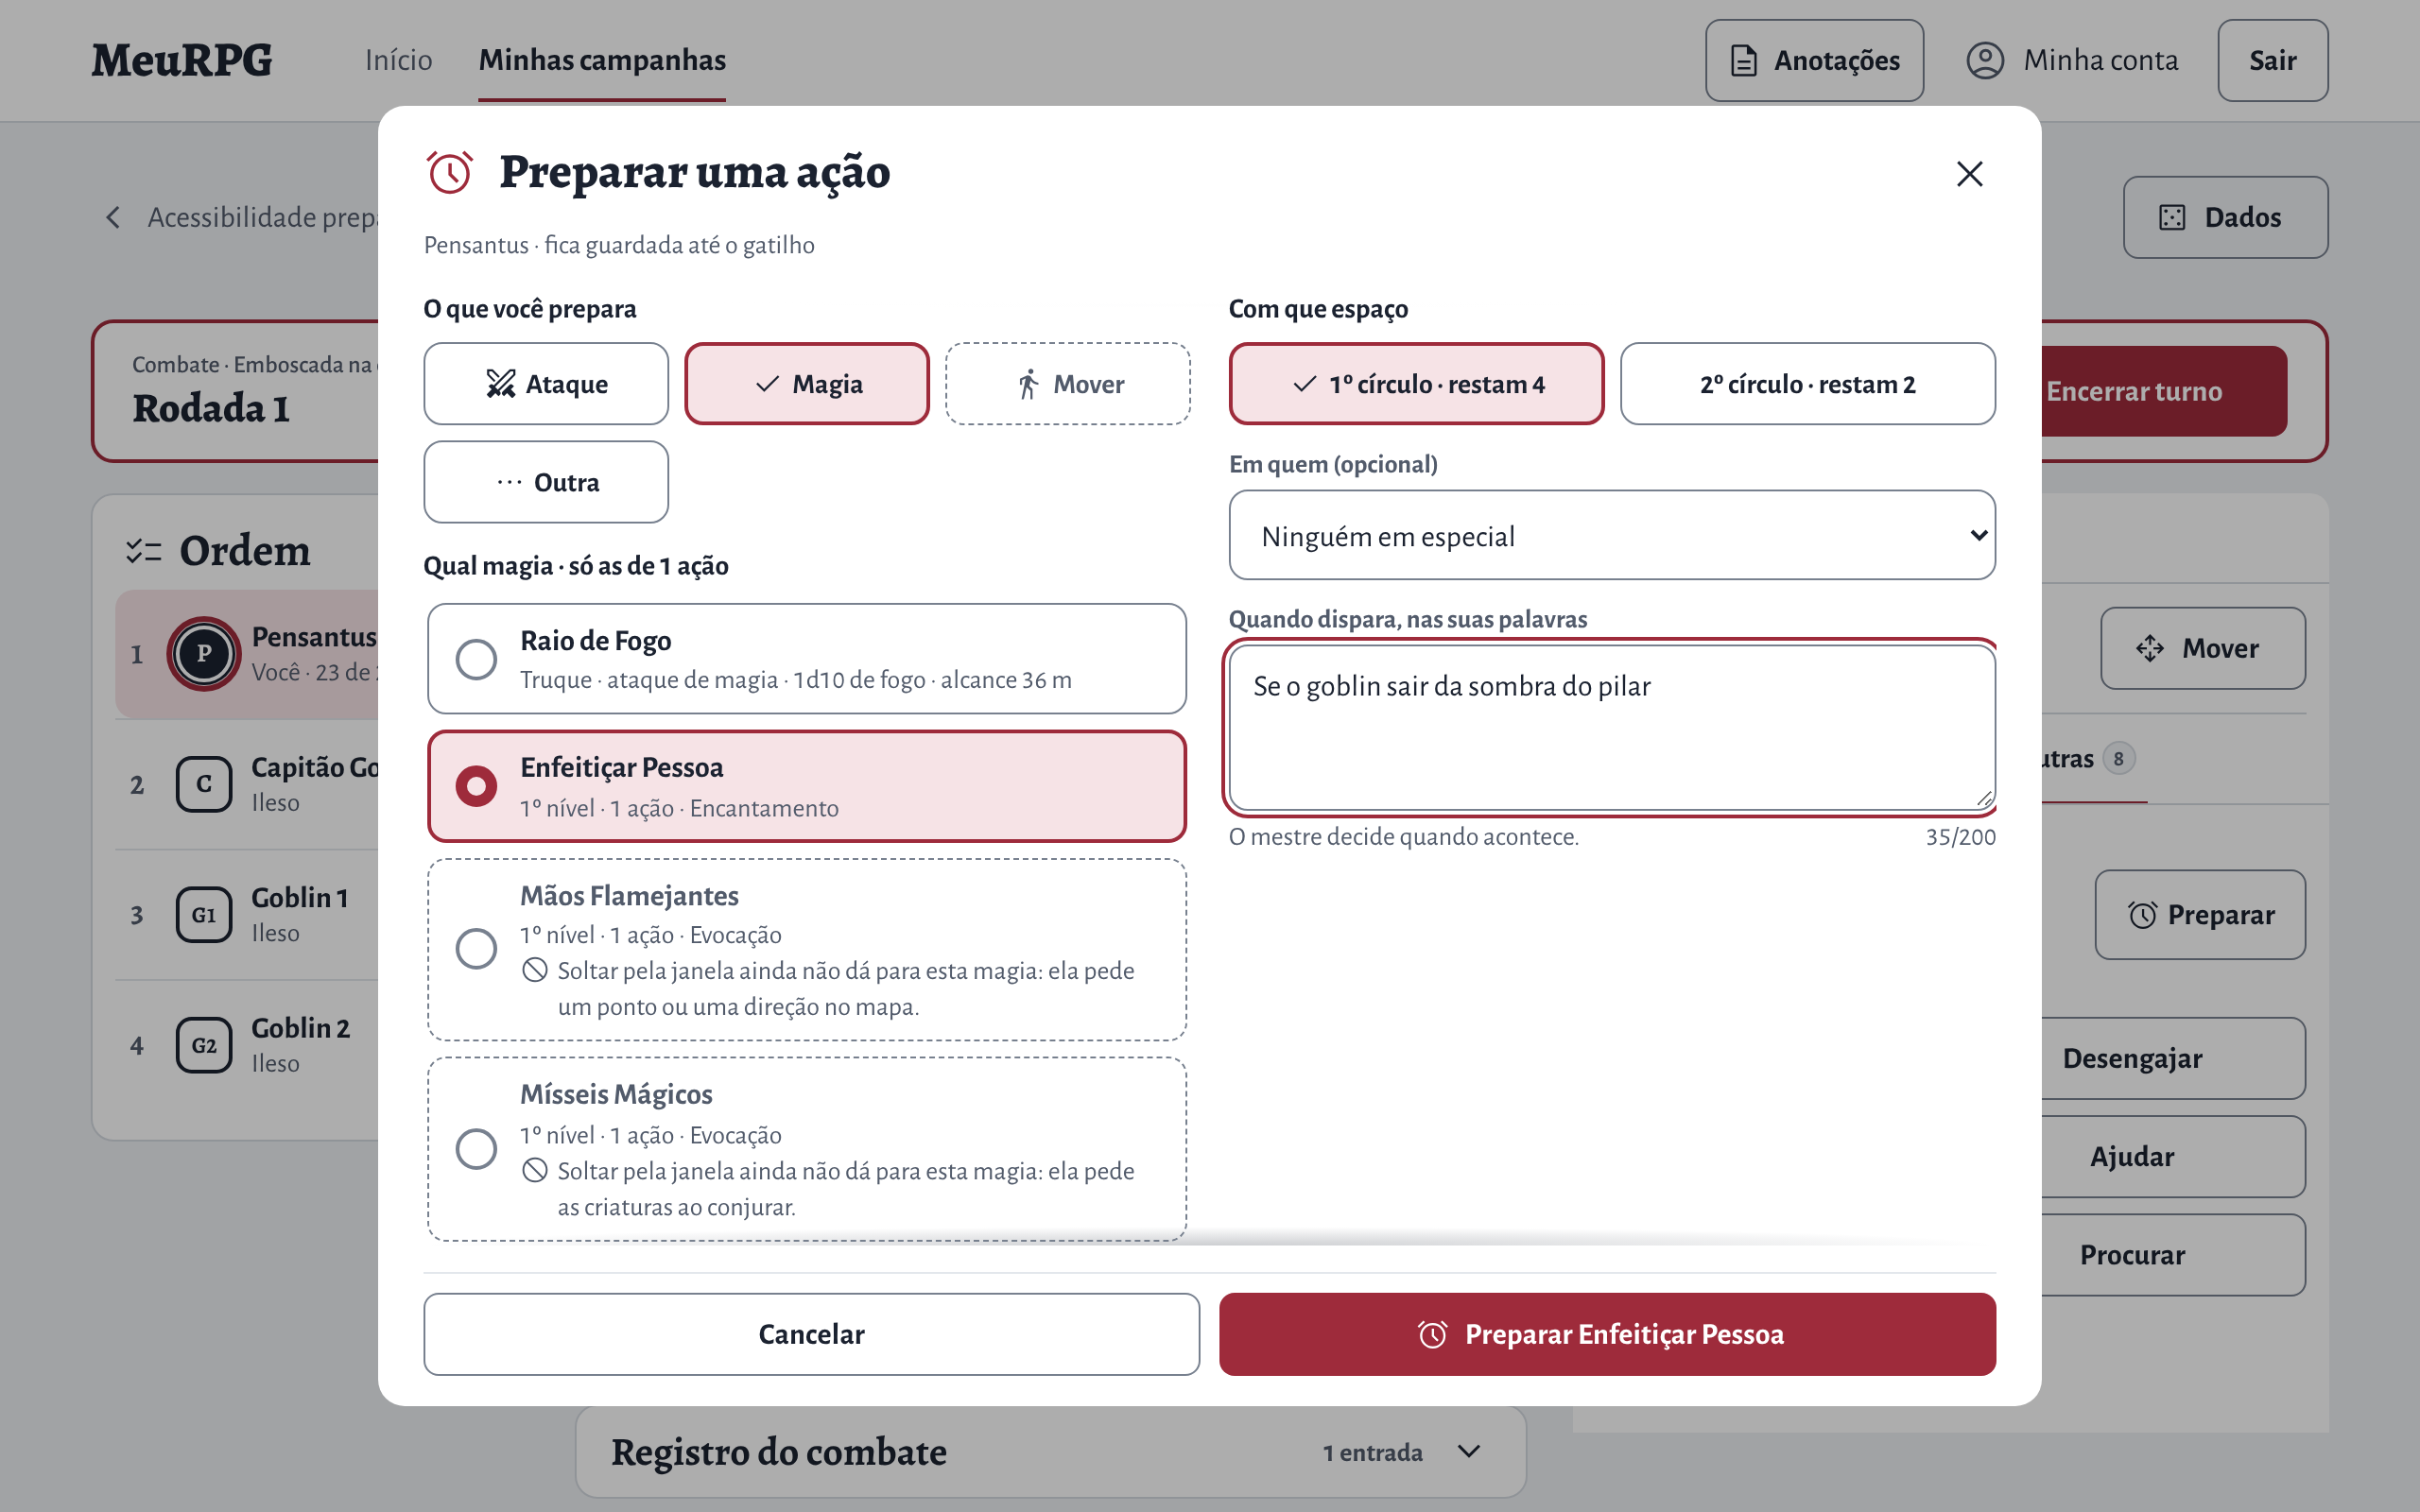 MeuRPG
Início
Minhas campanhas
Anotações
Minha conta
Sair
Dados
Combate · Emboscada na
Rodada 1
Encerrar turno
Ordem
1
P
Pensantus
Você · 23 de
2
C
Capitão Go
Ileso
3
G1
Goblin 1
Ileso
4
G2
Goblin 2
Ileso
Preparar uma ação
Pensantus · fica guardada até o gatilho
O que você prepara
Ataque
Magia
Mover
Outra
Qual magia · só as de 1 ação
Raio de Fogo
Truque · ataque de magia · 1d10 de fogo · alcance 36 m
Enfeitiçar Pessoa
1º nível · 1 ação · Encantamento
Mãos Flamejantes
1º nível · 1 ação · Evocação
Soltar pela janela ainda não dá para esta magia: ela pede
um ponto ou uma direção no mapa.
Mísseis Mágicos
1º nível · 1 ação · Evocação
Soltar pela janela ainda não dá para esta magia: ela pede
as criaturas ao conjurar.
Com que espaço
1º círculo · restam 4
2º círculo · restam 2
Em quem (opcional)
Ninguém em especial
Quando dispara, nas suas palavras
Se o goblin sair da sombra do pilar
O mestre decide quando acontece.
35/200
Cancelar
Preparar Enfeitiçar Pessoa
Mover
utras 8
Preparar
Desengajar
Ajudar
Procurar
Registro do combate
1 entrada